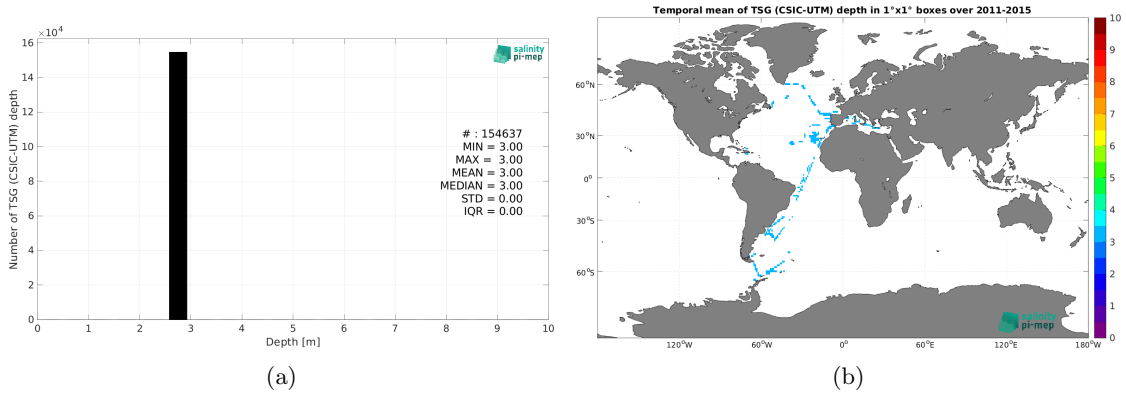 ×10⁴
16
14
12
10
8
6
4
2
0
Number of TSG (CSIC-UTM) depth
salinity
pi-mep
# : 154637
MIN = 3.00
MAX = 3.00
MEAN = 3.00
MEDIAN = 3.00
STD = 0.00
IQR = 0.00
0 1 2 3 4 5 6 7 8 9 10
Depth [m]
(a)
Temporal mean of TSG (CSIC-UTM) depth in 1°x1° boxes over 2011-2015
60°N
30°N
0°
30°S
60°S
120°W 60°W 0° 60°E 120°E 180°W
salinity
pi-mep
10
9
8
7
6
5
4
3
2
1
0
(b)